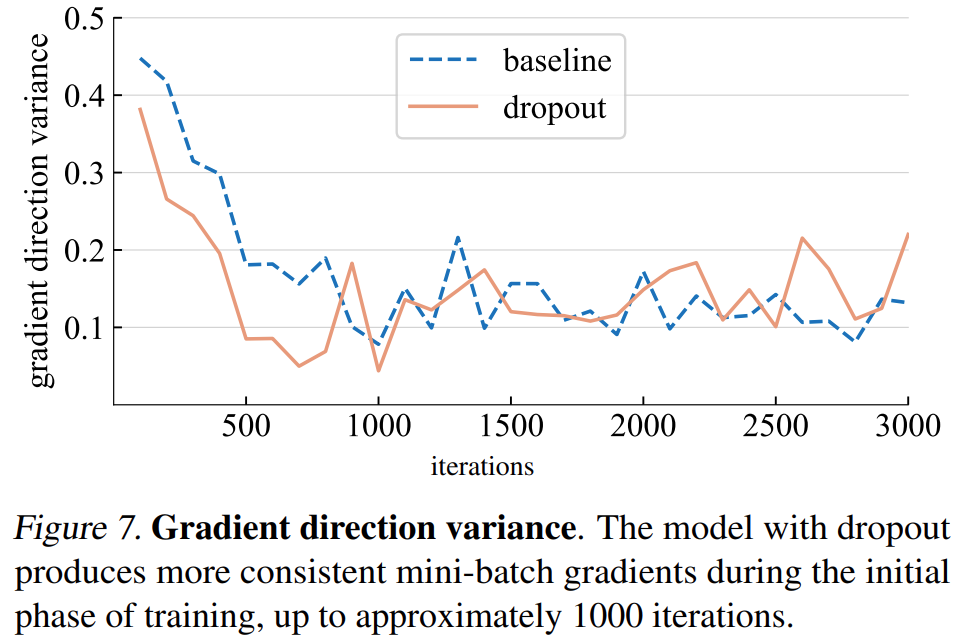 0.5
0.4
0.3
0.2
0.1
gradient direction variance
baseline
dropout
500 1000 1500 2000 2500 3000
iterations
Figure 7. Gradient direction variance. The model with dropout
produces more consistent mini-batch gradients during the initial
phase of training, up to approximately 1000 iterations.